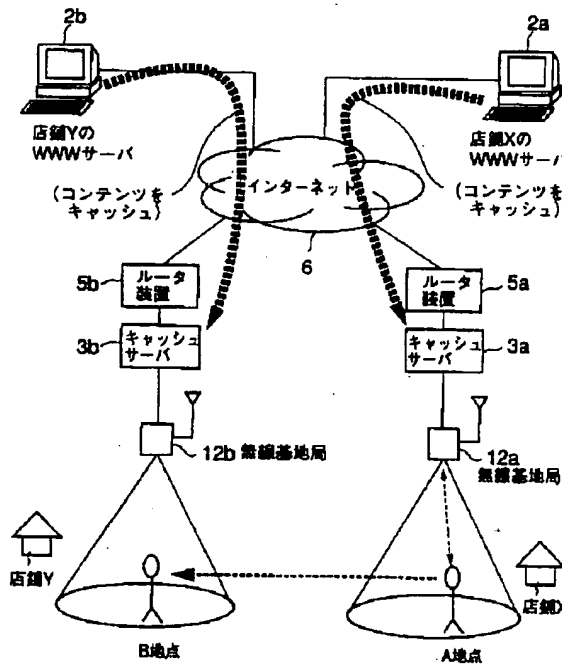 2b
2a
店舗Yの
WWWサーバ
店舗Xの
WWWサーバ
(コンテンツを
キャッシュ)
インターネット
(コンテンツを
キャッシュ)
6
5b
ルータ
装置
ルータ
装置
5a
3b
キャッシュ
サーバ
キャッシュ
サーバ
3a
12b 無線基地局
12a
無線基地局
店舗Y
店舗X
B地点
A地点